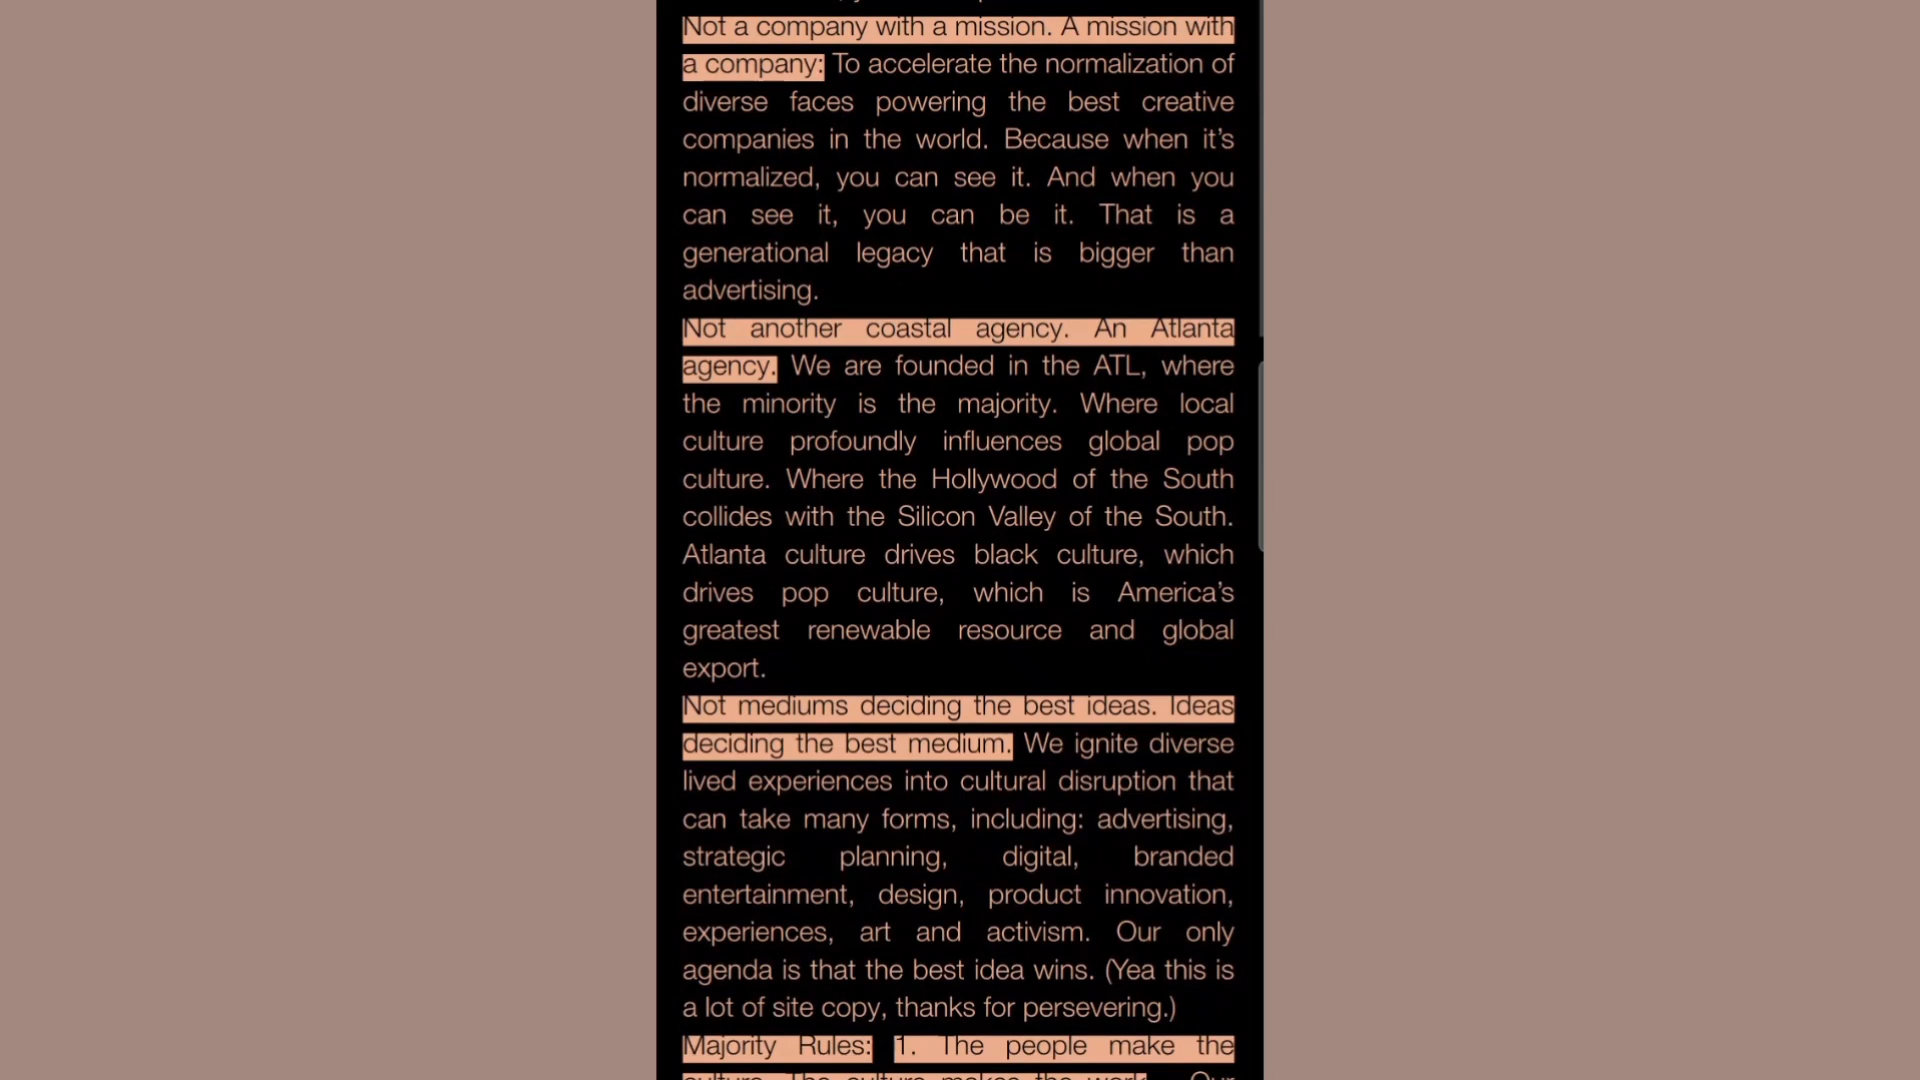 Not a company with a mission. A mission with
a company: To accelerate the normalization of
diverse faces powering the best creative
companies in the world. Because when it’s
normalized, you can see it. And when you
can see it, you can be it. That is a
generational legacy that is bigger than
advertising.
Not another coastal agency. An Atlanta
agency. We are founded in the ATL, where
the minority is the majority. Where local
culture profoundly influences global pop
culture. Where the Hollywood of the South
collides with the Silicon Valley of the South.
Atlanta culture drives black culture, which
drives pop culture, which is America’s
greatest renewable resource and global
export.
Not mediums deciding the best ideas. Ideas
deciding the best medium. We ignite diverse
lived experiences into cultural disruption that
can take many forms, including: advertising,
strategic planning, digital, branded
entertainment, design, product innovation,
experiences, art and activism. Our only
agenda is that the best idea wins. (Yea this is
a lot of site copy, thanks for persevering.)
Majority Rules: 1. The people make the
culture. The culture makes the work. Our